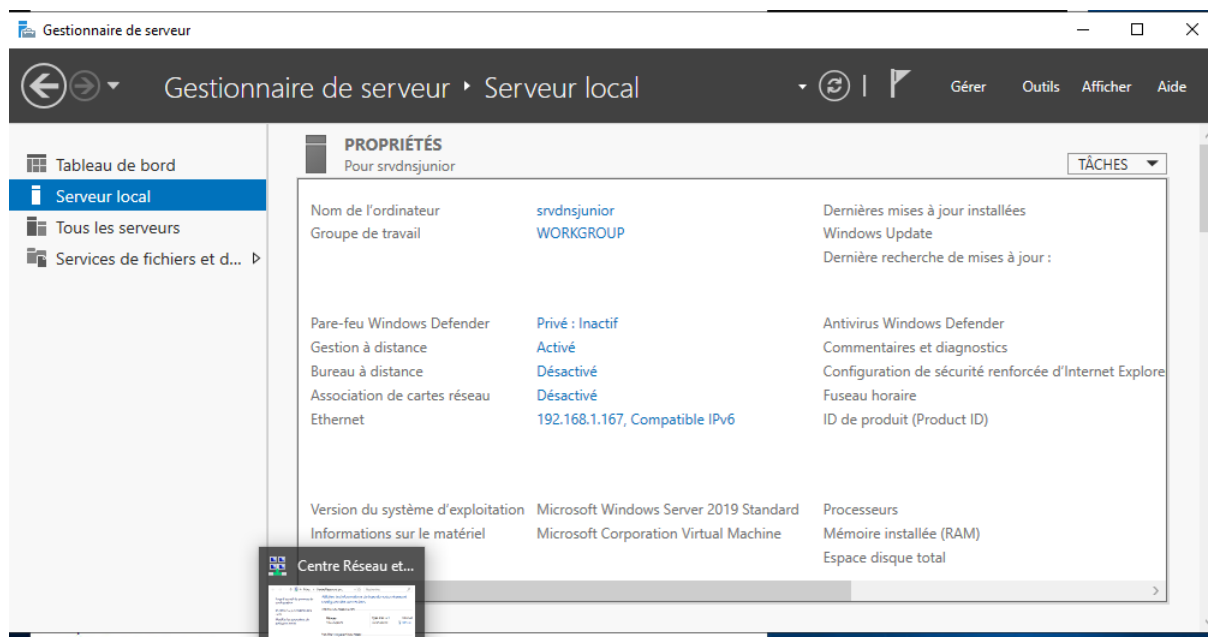 Gestionnaire de serveur
Gestionnaire de serveur Serveur local
Gérer Outils Afficher Aide
Tableau de bord
Serveur local
Tous les serveurs
Services de fichiers et d...
PROPRIÉTÉS
Pour srvdnsjunior
TÂCHES
Nom de l'ordinateur srvdnsjunior Dernières mises à jour installées
Groupe de travail WORKGROUP Windows Update
Dernière recherche de mises à jour :
Pare-feu Windows Defender Privé : Inactif Antivirus Windows Defender
Gestion à distance Activé Commentaires et diagnostics
Bureau à distance Désactivé Configuration de sécurité renforcée d'Internet Explore
Association de cartes réseau Désactivé Fuseau horaire
Ethernet 192.168.1.167, Compatible IPv6 ID de produit (Product ID)
Version du système d'exploitation Microsoft Windows Server 2019 Standard Processeurs
Informations sur le matériel Microsoft Corporation Virtual Machine Mémoire installée (RAM)
Espace disque total
Centre Réseau et...